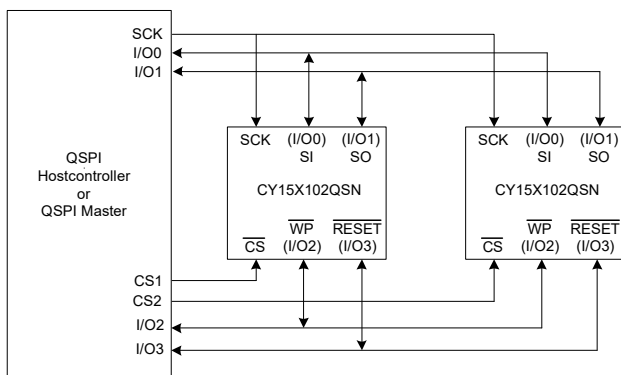 SCK
I/O0
I/O1
QSPI
Hostcontroller
or
QSPI Master
CS1
CS2
I/O2
I/O3
SCK (I/O0) (I/O1)
SI SO
CY15X102QSN
WP RESET
CS (I/O2) (I/O3)
SCK (I/O0) (I/O1)
SI SO
CY15X102QSN
WP RESET
CS (I/O2) (I/O3)